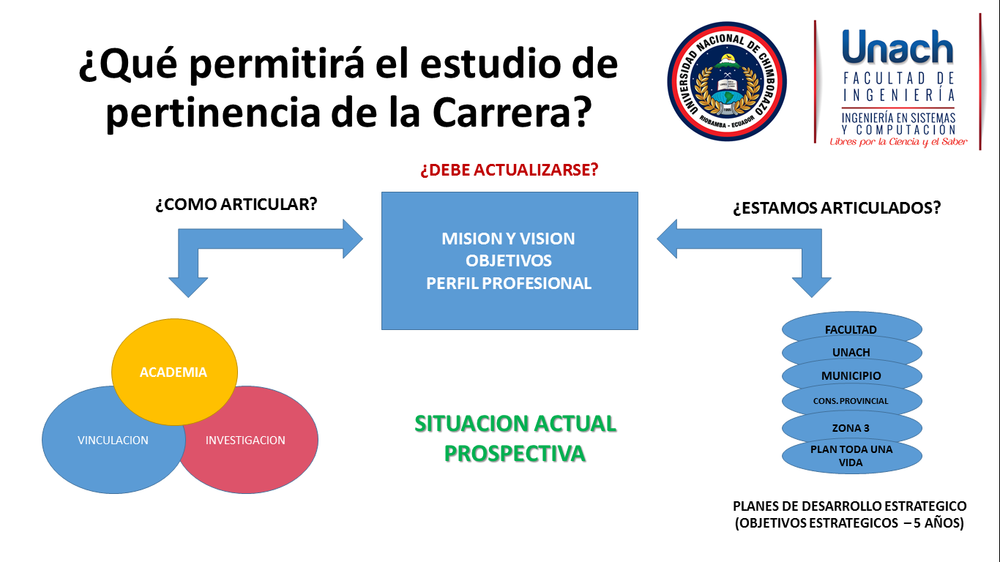 ¿Qué permitirá el estudio de
pertinencia de la Carrera?
UNIVERSIDAD NACIONAL DE CHIMBORAZO
1995
RIOBAMBA - ECUADOR
Unach
FACULTAD DE
INGENIERÍA
INGENIERÍA EN SISTEMAS
Y COMPUTACIÓN
Libres por la Ciencia y el Saber
¿DEBE ACTUALIZARSE?
¿COMO ARTICULAR?
¿ESTAMOS ARTICULADOS?
MISION Y VISION
OBJETIVOS
PERFIL PROFESIONAL
ACADEMIA
VINCULACION
INVESTIGACION
SITUACION ACTUAL
PROSPECTIVA
FACULTAD
UNACH
MUNICIPIO
CONS. PROVINCIAL
ZONA 3
PLAN TODA UNA
VIDA
PLANES DE DESARROLLO ESTRATEGICO
(OBJETIVOS ESTRATEGICOS – 5 AÑOS)